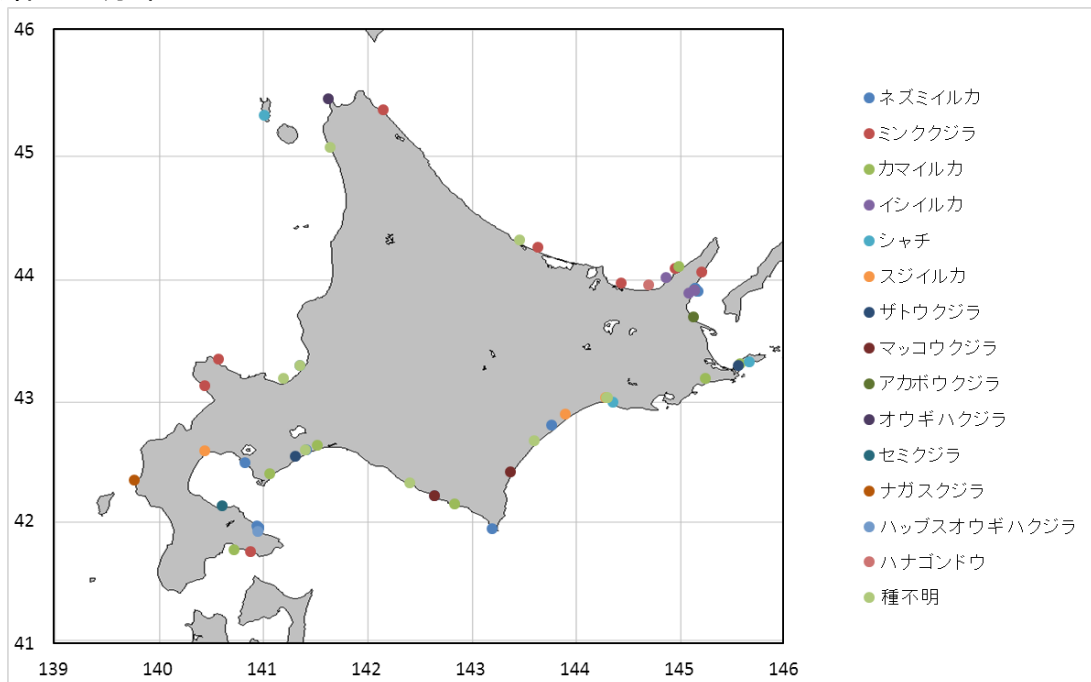 46
45
44
43
42
41
139
140
141
142
143
144
145
146
ネズミイルカ
ミンククジラ
カマイルカ
イシイルカ
シャチ
スジイルカ
ザトウクジラ
マッコウクジラ
アカボウクジラ
オウギハクジラ
セミクジラ
ナガスクジラ
ハッブスオウギハクジラ
ハナゴンドウ
種不明